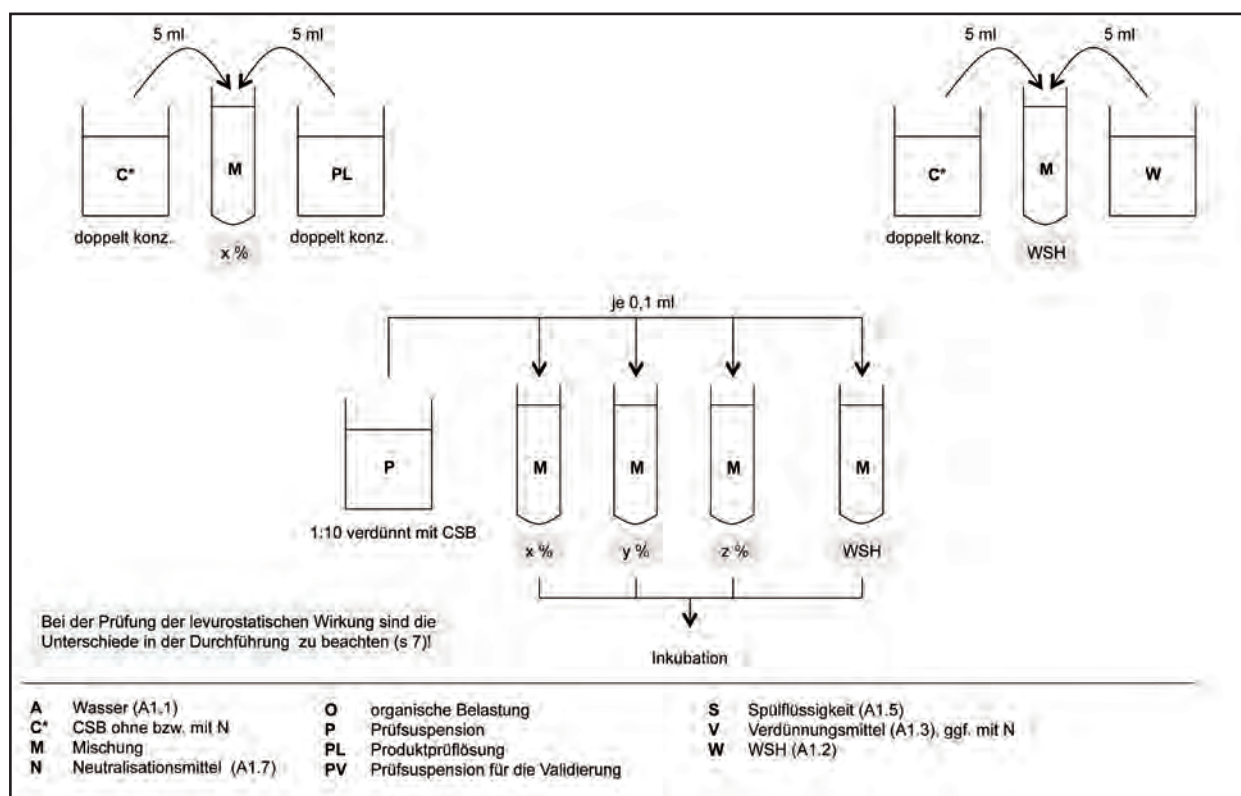 5 ml 5 ml
C* M PL
doppelt konz. doppelt konz.
x %
5 ml 5 ml
C* M W
doppelt konz.
WSH
je 0,1 ml
P M M M M
1:10 verdünnt mit CSB
x % y % z % WSH
Bei der Prüfung der levurostatischen Wirkung sind die
Unterschiede in der Durchführung zu beachten (s 7)!
Inkubation
A Wasser (A1.1)
C* CSB ohne bzw. mit N
M Mischung
N Neutralisationsmittel (A1.7)
O organische Belastung
P Prüfsuspension
PL Produktprüflösung
PV Prüfsuspension für die Validierung
S Spülflüssigkeit (A1.5)
V Verdünnungsmittel (A1.3), ggf. mit N
W WSH (A1.2)